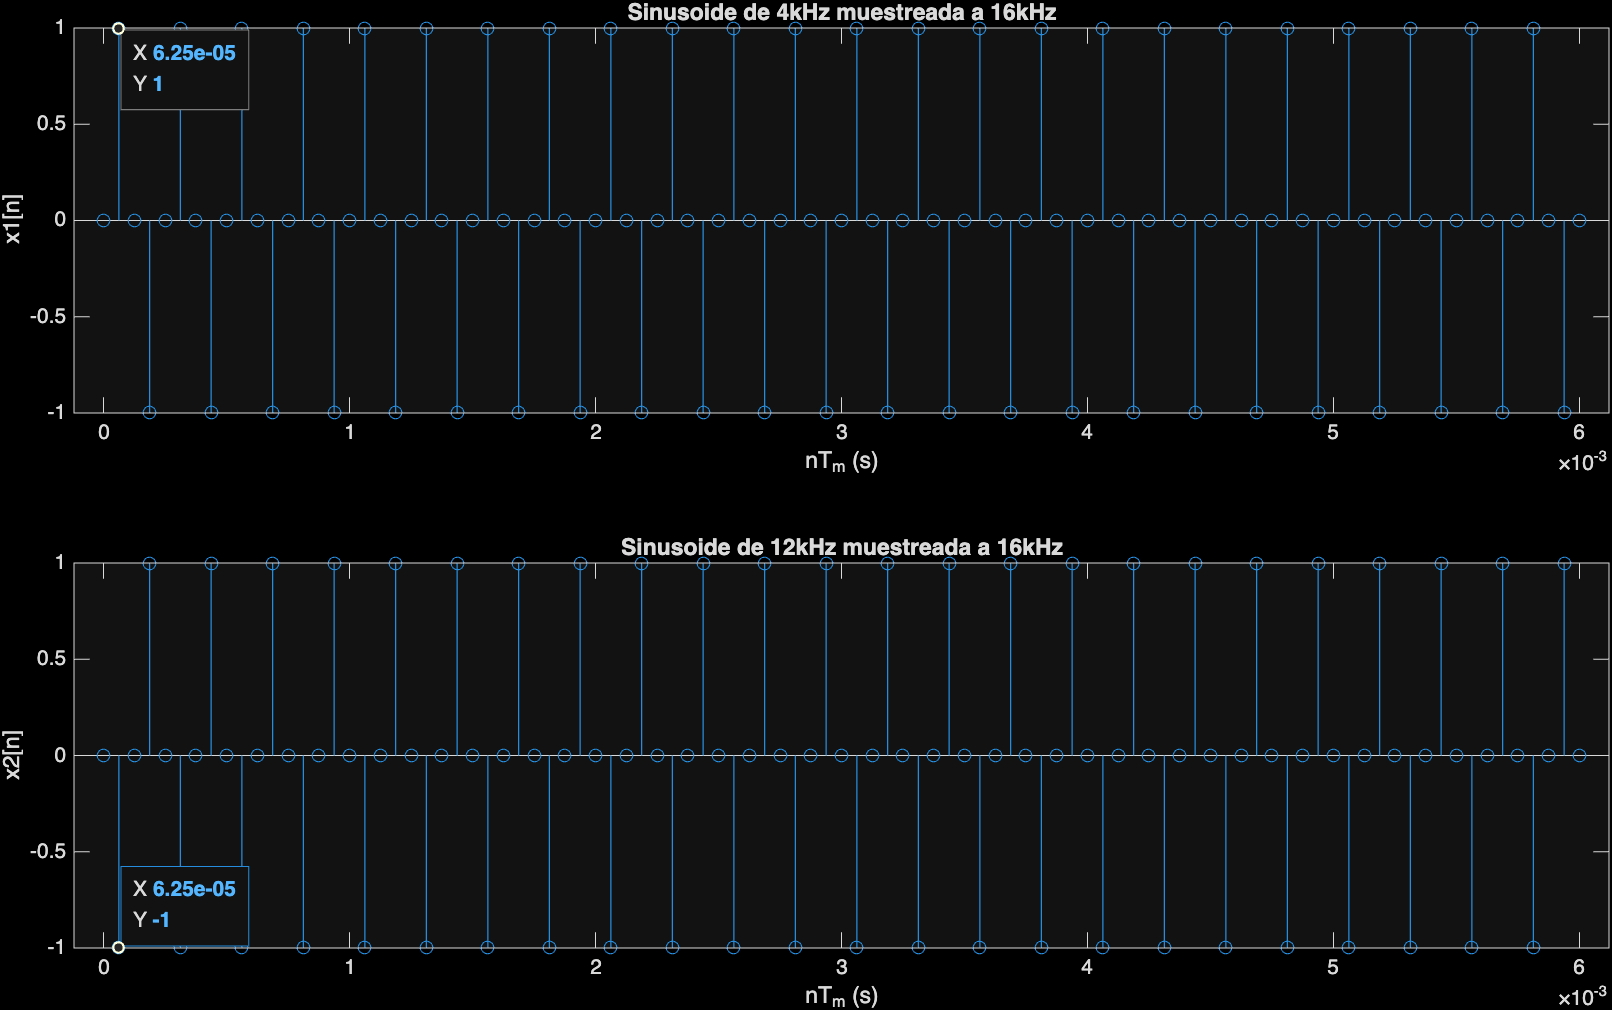 Sinusoide de 4kHz muestreada a 16kHz
1
X 6.25e-05
Y 1
0.5
0
-0.5
-1
x1[n]
0 1 2 3 4 5 6
nTm (s)
×10-3
Sinusoide de 12kHz muestreada a 16kHz
1
0.5
0
-0.5
X 6.25e-05
Y -1
-1
x2[n]
0 1 2 3 4 5 6
nTm (s)
×10-3